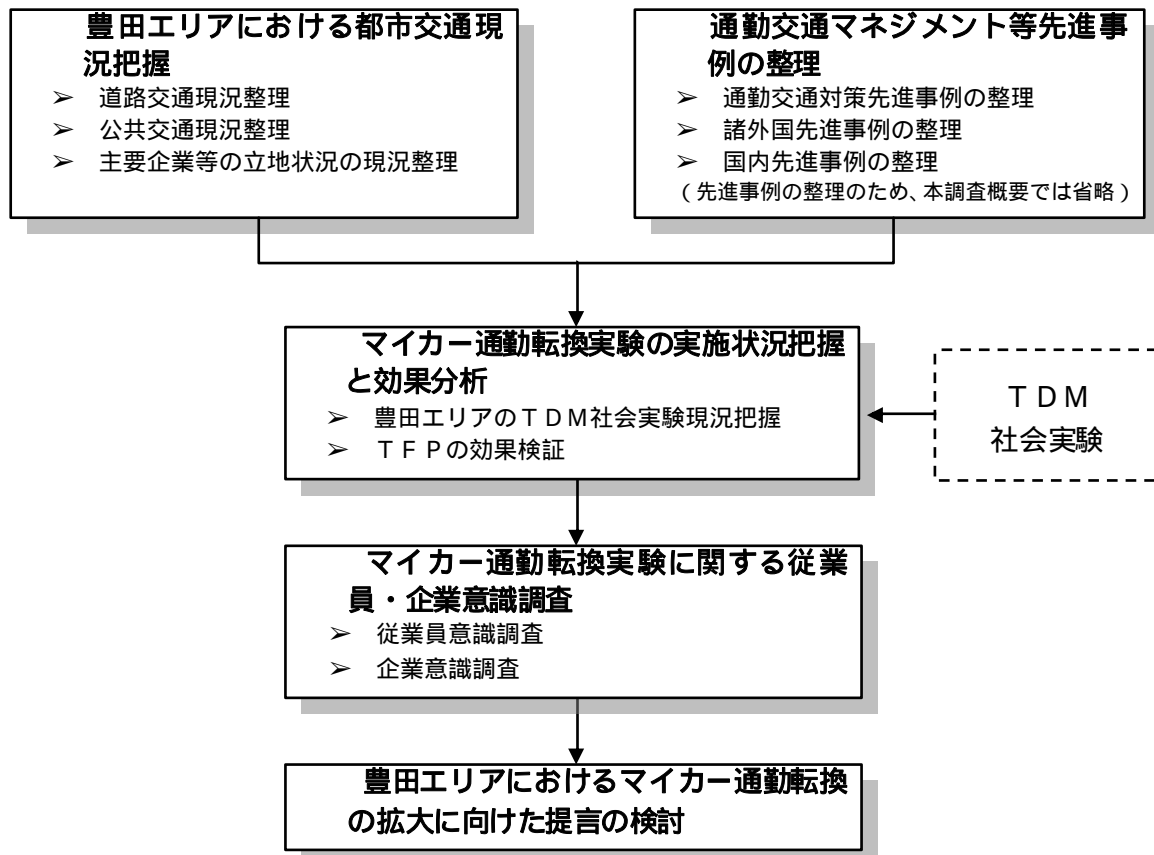 豊田エリアにおける都市交通現
況把握
➢ 道路交通現況整理
➢ 公共交通現況整理
➢ 主要企業等の立地状況の現況整理
通勤交通マネジメント等先進事
例の整理
➢ 通勤交通対策先進事例の整理
➢ 諸外国先進事例の整理
➢ 国内先進事例の整理
(先進事例の整理のため、本調査概要では省略)
マイカー通勤転換実験の実施状況把握
と効果分析
➢ 豊田エリアのTDM社会実験現況把握
➢ TFPの効果検証
TDM
社会実験
マイカー通勤転換実験に関する従業
員・企業意識調査
➢ 従業員意識調査
➢ 企業意識調査
豊田エリアにおけるマイカー通勤転換
の拡大に向けた提言の検討